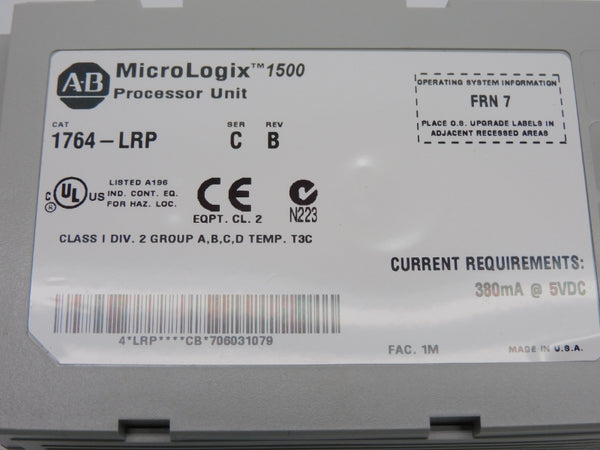 A-B
MicroLogix™1500
Processor Unit
OPERATING SYSTEM INFORMATION
FRN 7
PLACE O.S. UPGRADE LABELS IN
ADJACENT RECESSED AREAS
CAT SER REV
1764-LRP C B
C UL US
®
LISTED A196
IND. CONT. EQ.
FOR HAZ. LOC.
CE
EQPT. CL. 2
N223
CLASS I DIV. 2 GROUP A,B,C,D TEMP. T3C
CURRENT REQUIREMENTS:
380mA @ 5VDC
4*LRP****CB*706031079
FAC. 1M
MADE IN U.S.A.